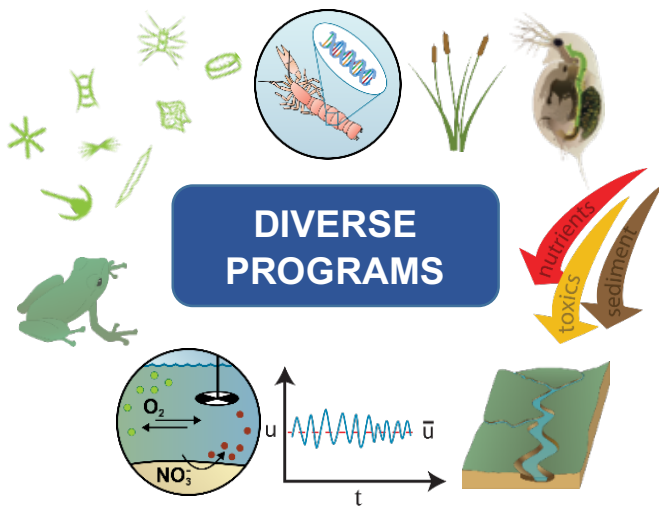 DIVERSE
PROGRAMS
nutrients
toxics
sediment
O₂
NO₃⁻
u
u̅
t